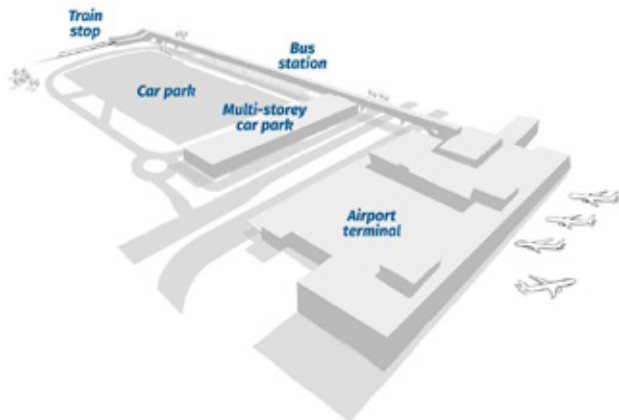 Train
stop
Bus
station
Car park
Multi-storey
car park
Airport
terminal